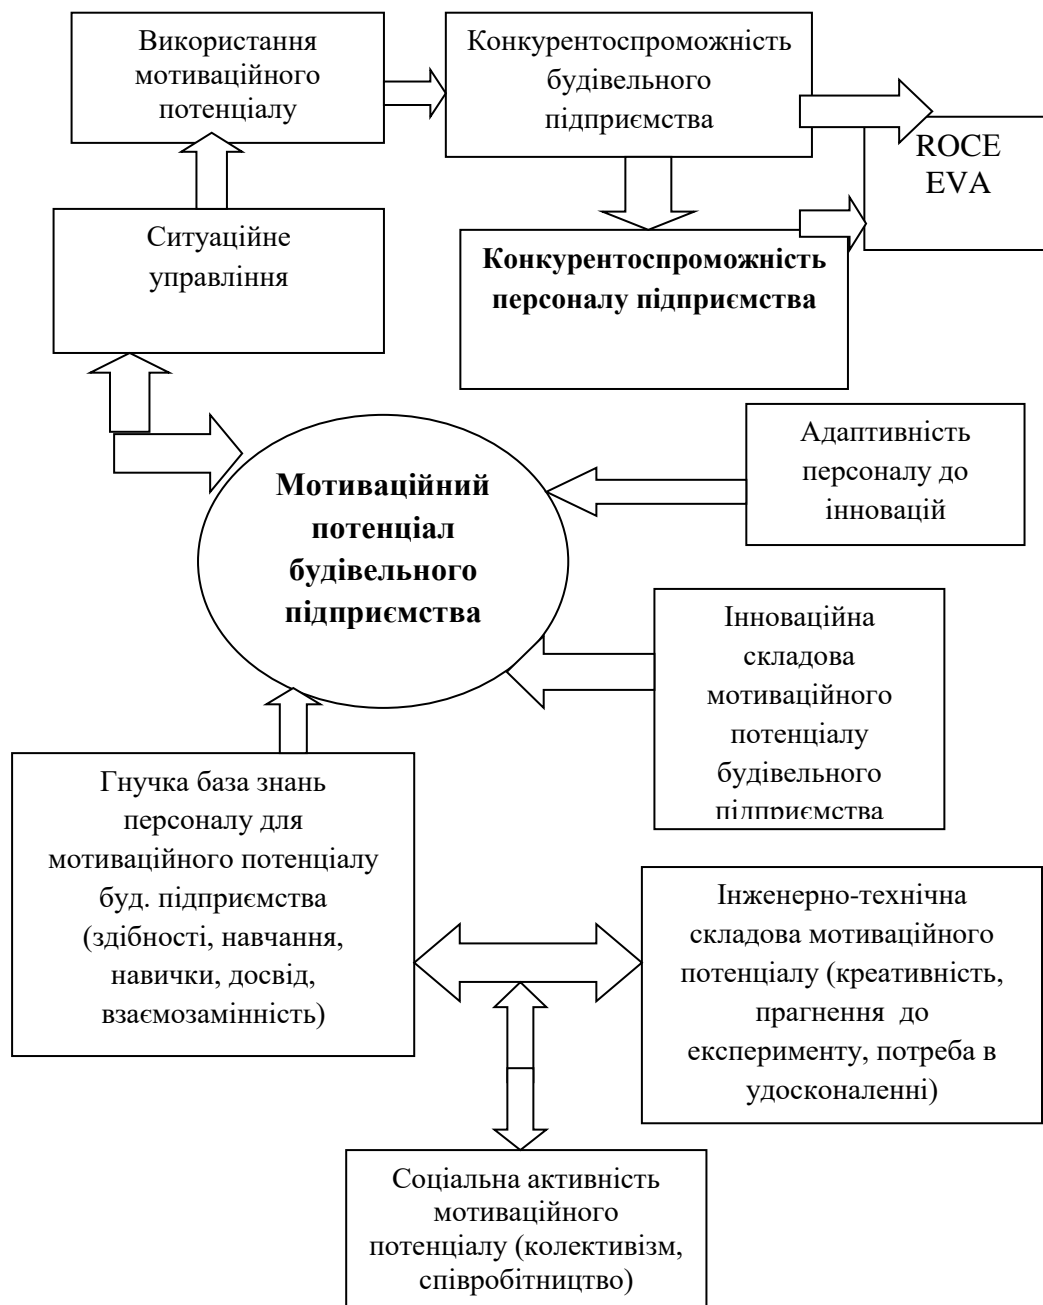 Використання
мотиваційного
потенціалу
Конкурентоспроможність
будівельного
підприємства
ROCE
EVA
Ситуаційне
управління
Конкурентоспроможність
персоналу підприємства
Адаптивність
персоналу до
інновацій
Мотиваційний
потенціал
будівельного
підприємства
Інноваційна
складова
мотиваційного
потенціалу
будівельного
підприємства
Гнучка база знань
персоналу для
мотиваційного потенціалу
буд. підприємства
(здібності, навчання,
навички, досвід,
взаємозамінність)
Інженерно-технічна
складова мотиваційного
потенціалу (креативність,
прагнення до
експерименту, потреба в
удосконаленні)
Соціальна активність
мотиваційного
потенціалу (колективізм,
співробітництво)